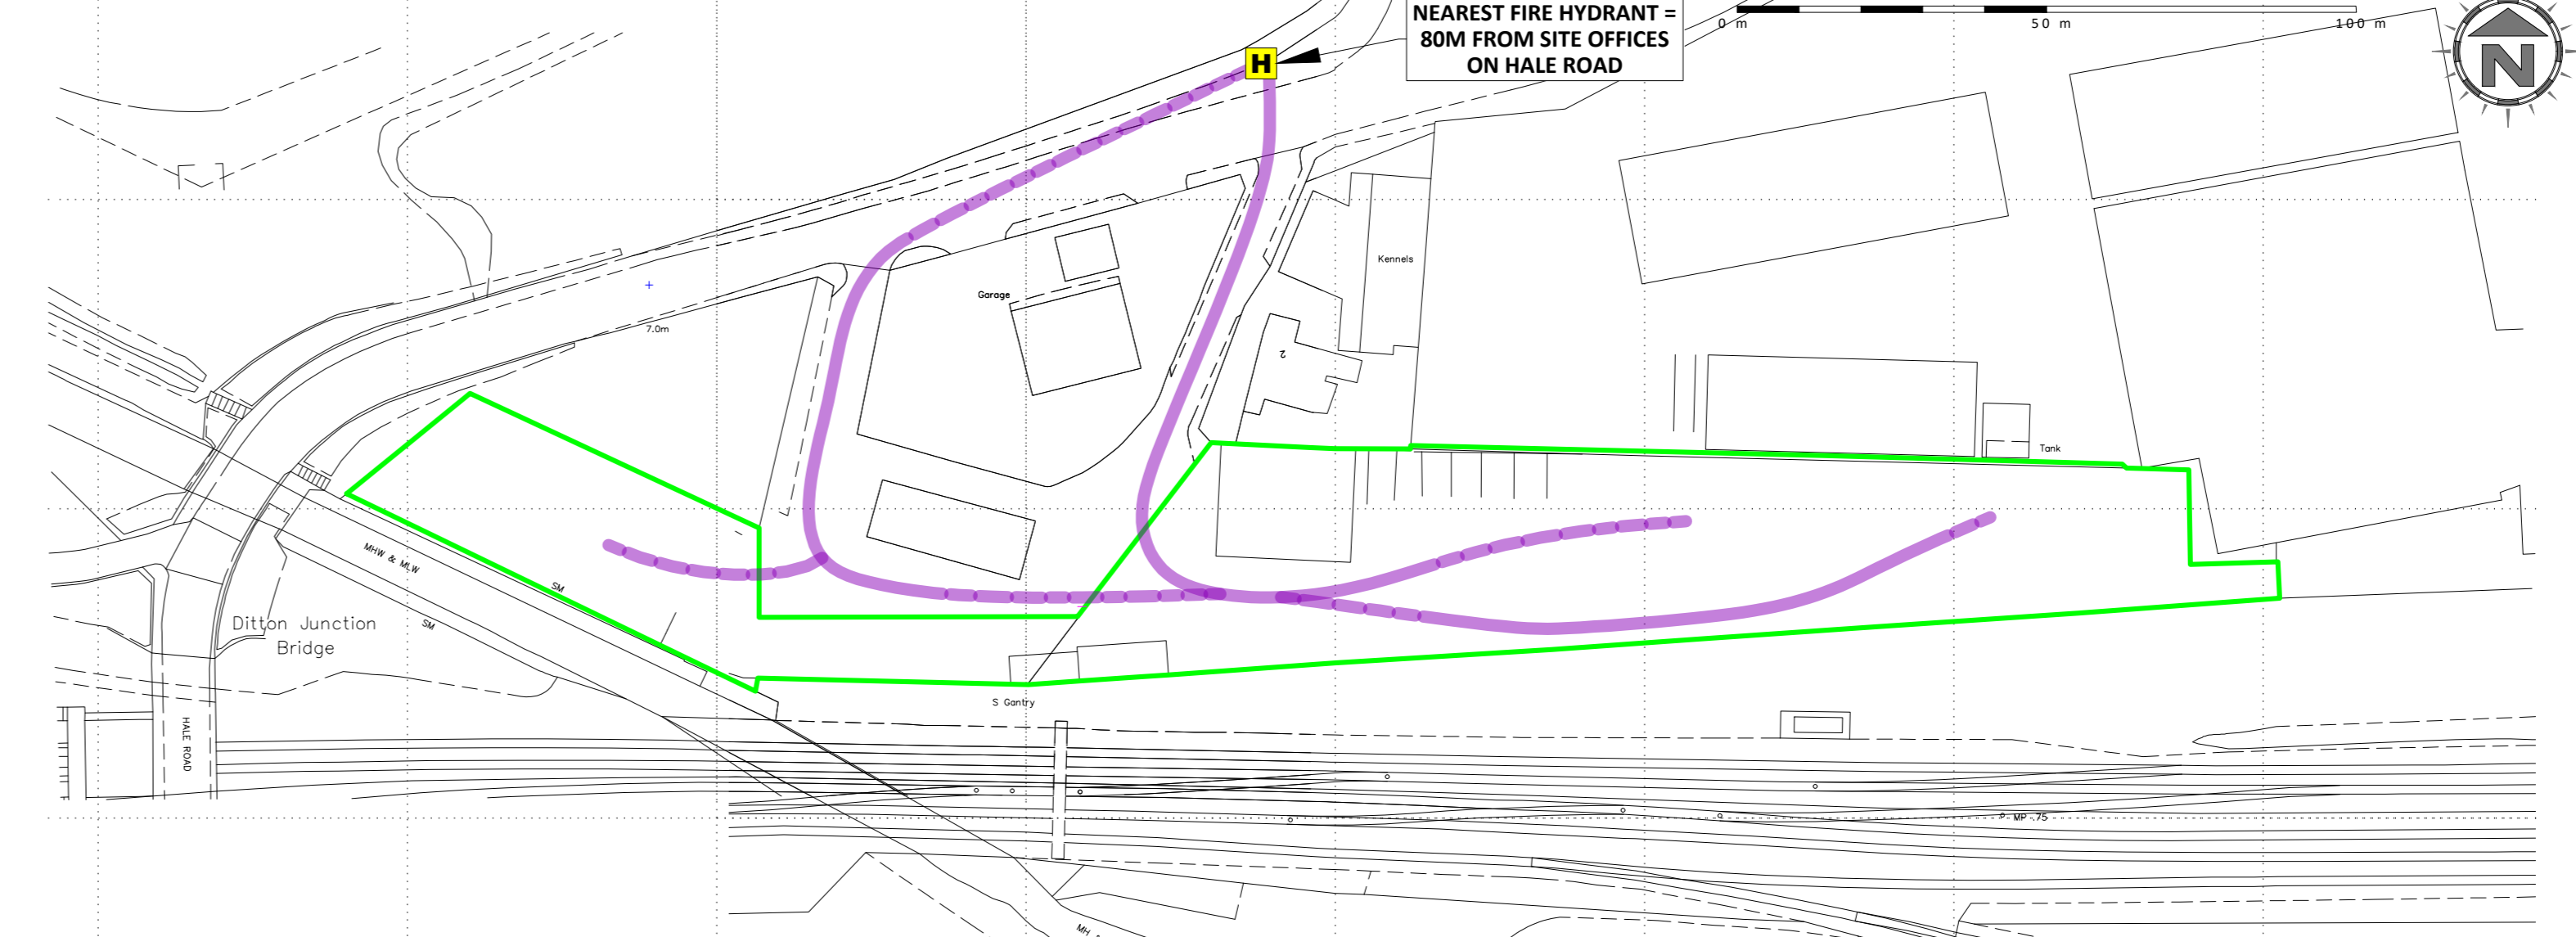 NEAREST FIRE HYDRANT =
80M FROM SITE OFFICES
ON HALE ROAD
0 m
50 m
100 m
N
H
Kennels
Garage
7.0m
2
Tank
MHW & MLW
SM
SM
Ditton Junction
Bridge
HALE ROAD
S Gantry
MP .75